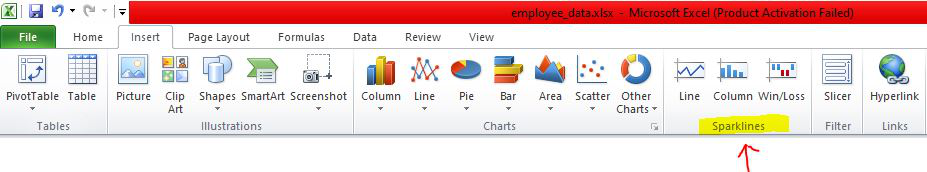 employee_data.xlsx - Microsoft Excel (Product Activation Failed)
File Home Insert Page Layout Formulas Data Review View
PivotTable Table Picture Clip Art Shapes SmartArt Screenshot Column Line Pie Bar Area Scatter Other Charts Line Column Win/Loss Slicer Hyperlink
Tables Illustrations Charts Sparklines Filter Links